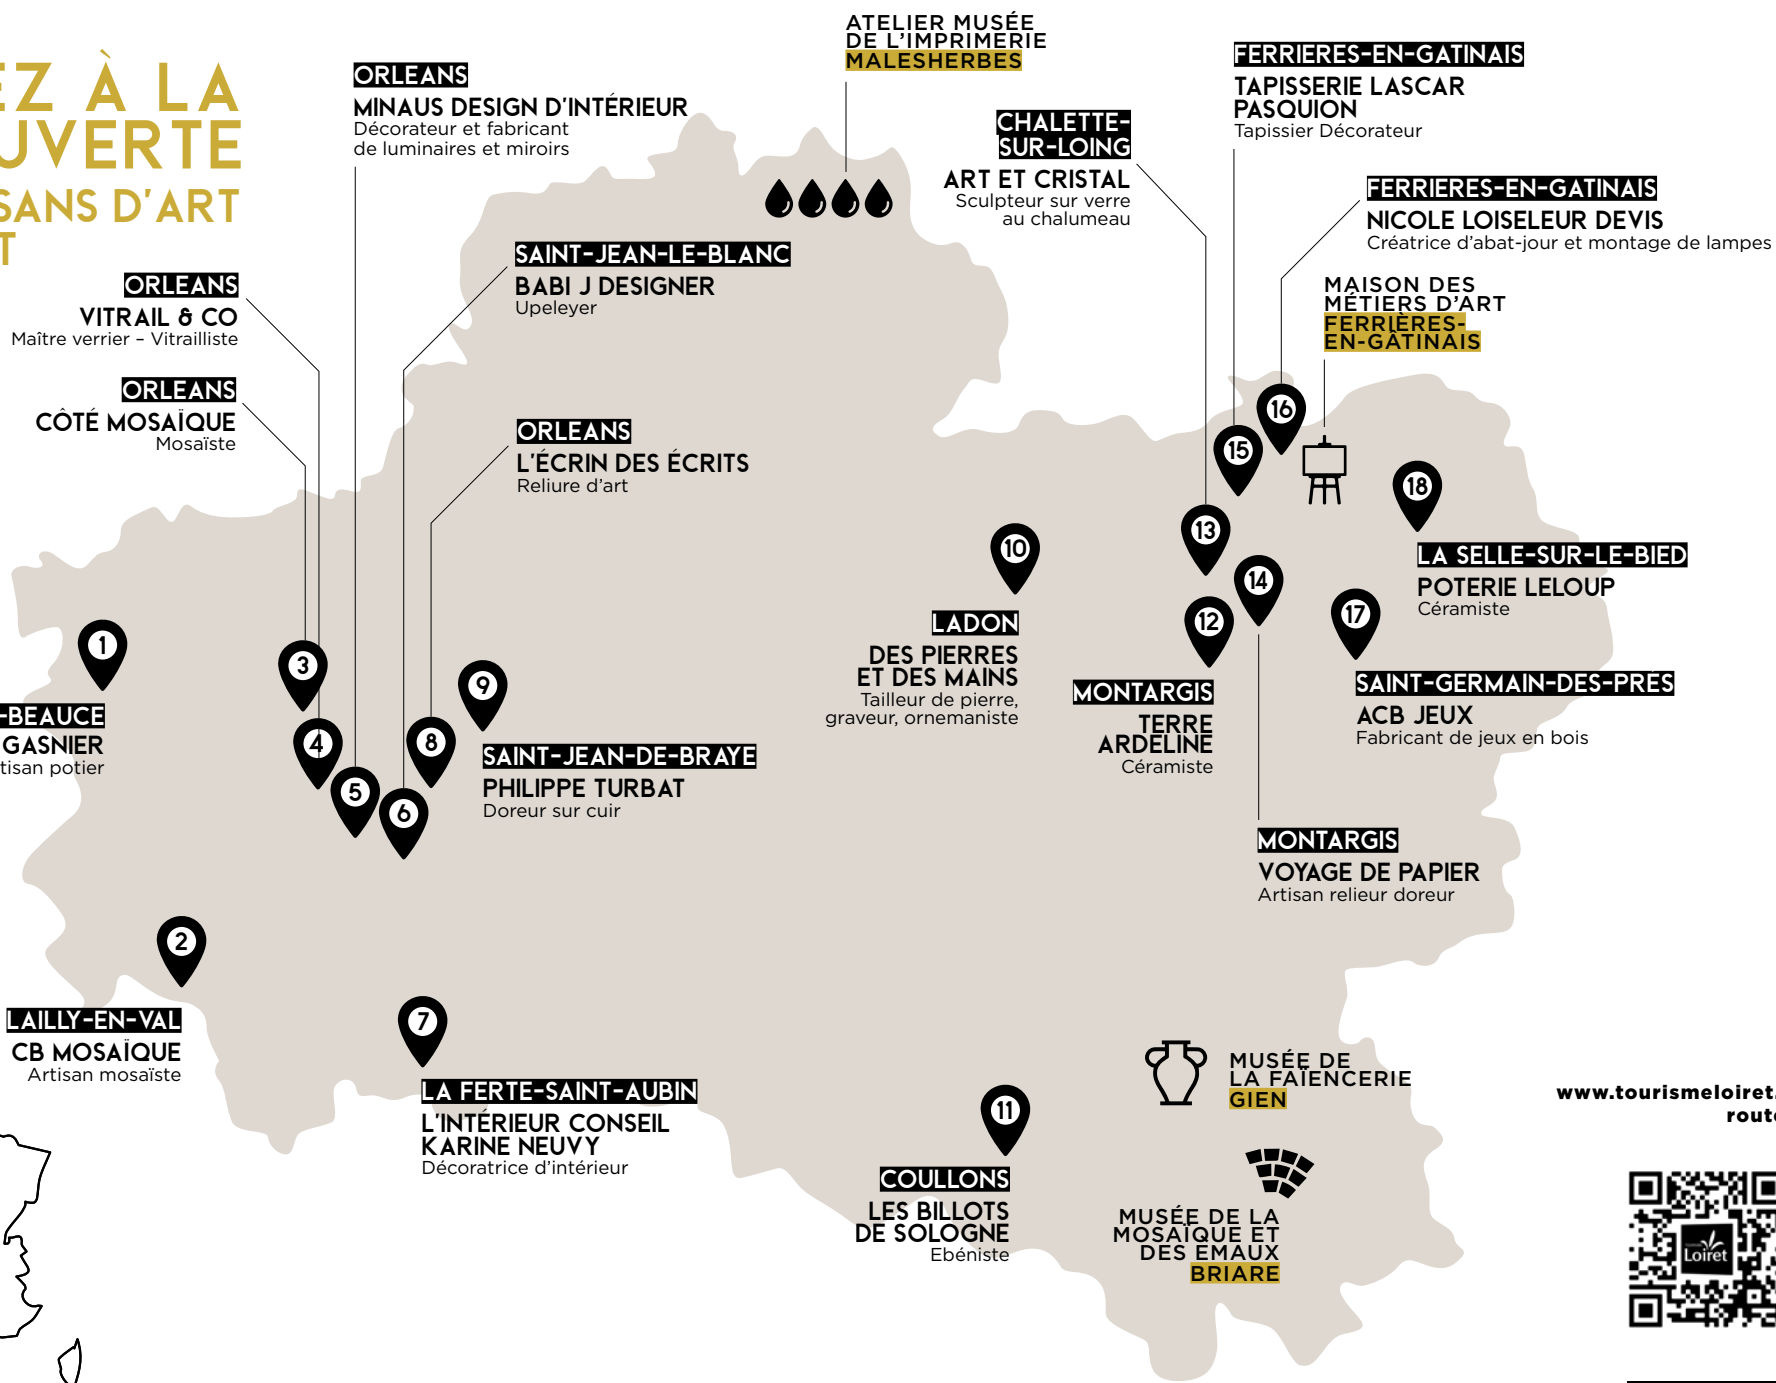 EZ À LA
UVERTE
SANS D'ART
T
ORLEANS
MINAUS DESIGN D'INTÉRIEUR
Décorateur et fabricant
de luminaires et miroirs
ATELIER MUSÉE
DE L'IMPRIMERIE
MALESHERBES
CHALETTE-
SUR-LOING
ART ET CRISTAL
Sculpteur sur verre
au chalumeau
FERRIERES-EN-GATINAIS
TAPISSERIE LASCAR
PASQUION
Tapissier Décorateur
FERRIERES-EN-GATINAIS
NICOLE LOISELEUR DEVIS
Créatrice d'abat-jour et montage de lampes
MAISON DES
MÉTIERS D'ART
FERRIÈRES-
EN-GÂTINAIS
SAINT-JEAN-LE-BLANC
BABI J DESIGNER
Upeleyer
ORLEANS
VITRAIL & CO
Maître verrier – Vitrailliste
ORLEANS
CÔTÉ MOSAÏQUE
Mosaïste
ORLEANS
L'ÉCRIN DES ÉCRITS
Reliure d'art
16
15
18
13
10
14
12
17
1
3
9
4
8
5
6
LA SELLE-SUR-LE-BIED
POTERIE LELOUP
Céramiste
LADON
DES PIERRES
ET DES MAINS
Tailleur de pierre,
graveur, ornemaniste
MONTARGIS
TERRE
ARDELINE
Céramiste
SAINT-GERMAIN-DES-PRÉS
ACB JEUX
Fabricant de jeux en bois
-BEAUCE
GASNIER
tisan potier
SAINT-JEAN-DE-BRAYE
PHILIPPE TURBAT
Doreur sur cuir
MONTARGIS
VOYAGE DE PAPIER
Artisan relieur doreur
2
LAILLY-EN-VAL
CB MOSAÏQUE
Artisan mosaïste
7
LA FERTE-SAINT-AUBIN
L'INTÉRIEUR CONSEIL
KARINE NEUVY
Décoratrice d'intérieur
11
COULLONS
LES BILLOTS
DE SOLOGNE
Ebéniste
MUSÉE DE
LA FAÏENCERIE
GIEN
MUSÉE DE LA
MOSAÏQUE ET
DES EMAUX
BRIARE
www.tourismeloiret.
route
Loiret